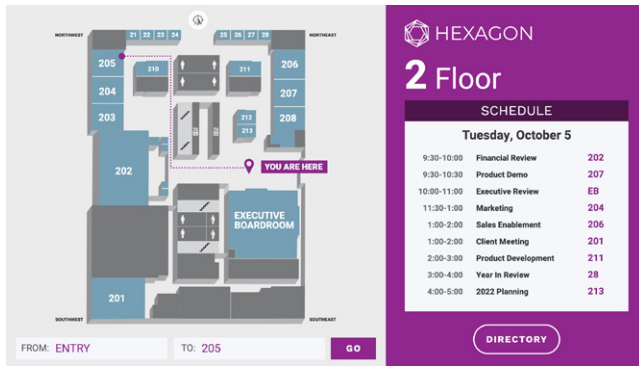 NORTHWEST
21 22 23 24
25 26 27 28
NORTHEAST
205
210
211
206
204
207
203
212
208
213
202
YOU ARE HERE
EXECUTIVE
BOARDROOM
201
SOUTHWEST
SOUTHEAST
FROM: ENTRY
TO: 205
GO
HEXAGON
2 Floor
SCHEDULE
Tuesday, October 5
9:30-10:00 Financial Review 202
9:30-10:30 Product Demo 207
10:00-11:00 Executive Review EB
11:30-1:00 Marketing 204
1:00-2:00 Sales Enablement 206
1:00-2:00 Client Meeting 201
2:00-3:00 Product Development 211
3:00-4:00 Year In Review 28
4:00-5:00 2022 Planning 213
DIRECTORY